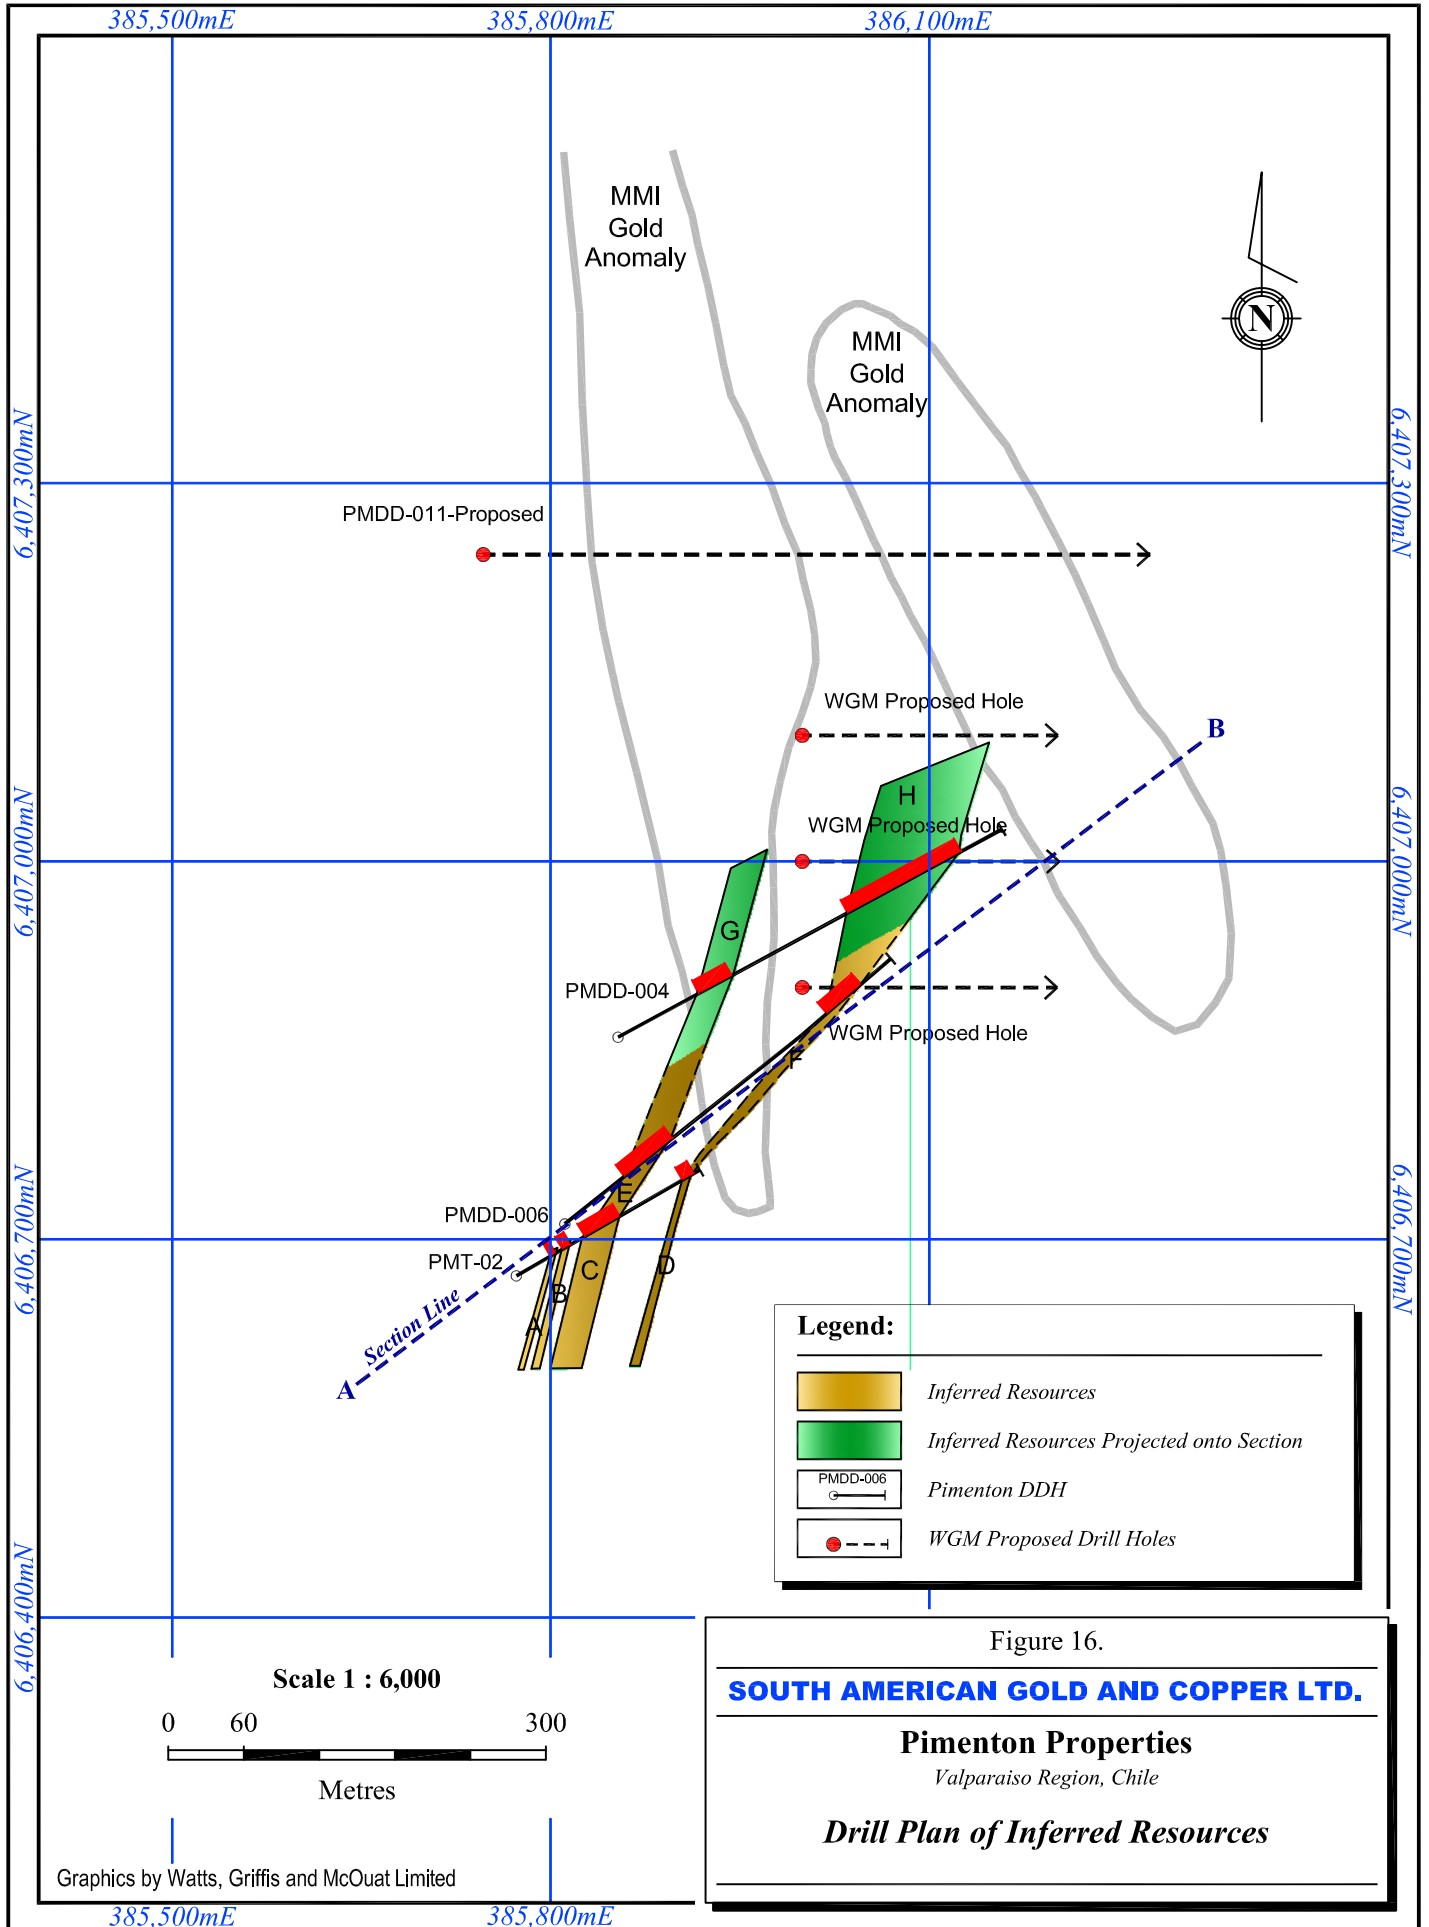 385,500mE
385,800mE
386,100mE
MMI
Gold
Anomaly
N
MMI
Gold
Anomaly
6,407,300mN
6,407,300mN
PMDD-011-Proposed
WGM Proposed Hole
B
H
WGM Proposed Hole
6,407,000mN
6,407,000mN
G
PMDD-004
WGM Proposed Hole
F
E
PMDD-006
6,406,700mN
6,406,700mN
PMT-02
C
D
B
A
Section Line
A
Legend:
Inferred Resources
Inferred Resources Projected onto Section
PMDD-006
Pimenton DDH
WGM Proposed Drill Holes
6,406,400mN
Figure 16.
SOUTH AMERICAN GOLD AND COPPER LTD.
Pimenton Properties
Valparaiso Region, Chile
Drill Plan of Inferred Resources
Scale 1 : 6,000
0 60 300
Metres
Graphics by Watts, Griffis and McOuat Limited
385,500mE
385,800mE